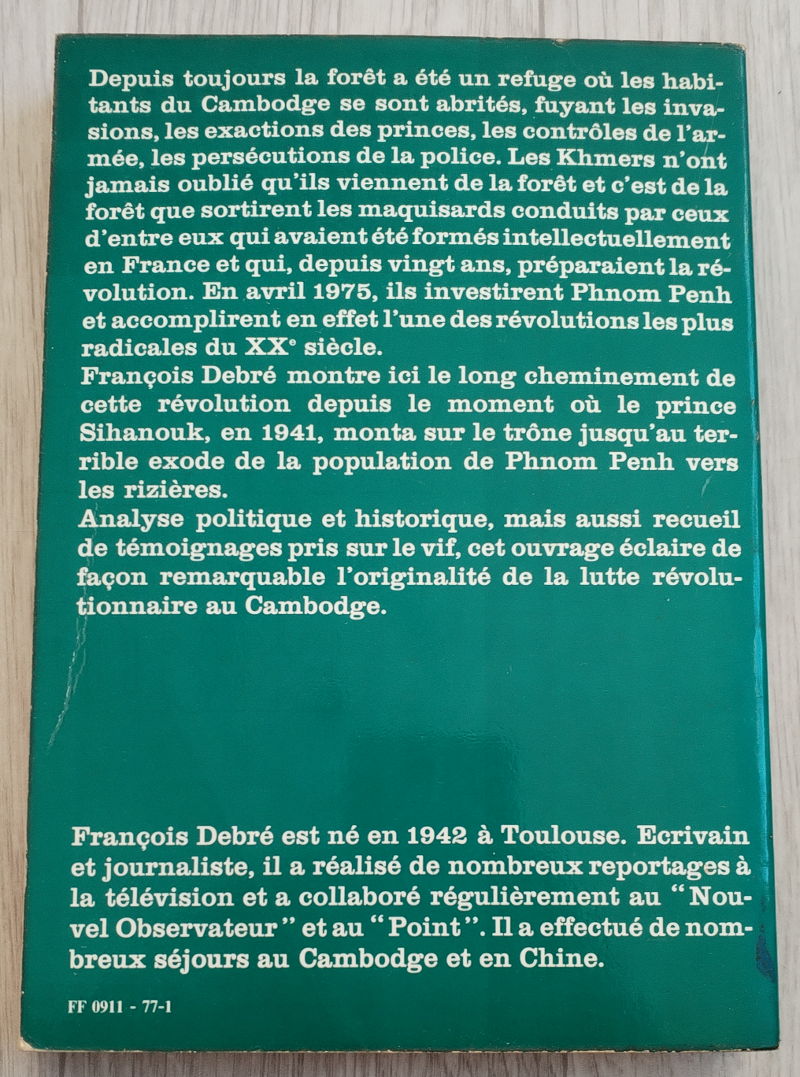 Depuis toujours la forêt a été un refuge où les habi-
tants du Cambodge se sont abrités, fuyant les inva-
sions, les exactions des princes, les contrôles de l'ar-
mée, les persécutions de la police. Les Khmers n'ont
jamais oublié qu'ils viennent de la forêt et c'est de la
forêt que sortirent les maquisards conduits par ceux
d'entre eux qui avaient été formés intellectuellement
en France et qui, depuis vingt ans, préparaient la ré-
volution. En avril 1975, ils investirent Phnom Penh
et accomplirent en effet l'une des révolutions les plus
radicales du XXᵉ siècle.
François Debré montre ici le long cheminement de
cette révolution depuis le moment où le prince
Sihanouk, en 1941, monta sur le trône jusqu'au ter-
rible exode de la population de Phnom Penh vers
les rizières.
Analyse politique et historique, mais aussi recueil
de témoignages pris sur le vif, cet ouvrage éclaire de
façon remarquable l'originalité de la lutte révolu-
tionnaire au Cambodge.
François Debré est né en 1942 à Toulouse. Ecrivain
et journaliste, il a réalisé de nombreux reportages à
la télévision et a collaboré régulièrement au “Nou-
vel Observateur” et au “Point”. Il a effectué de nom-
breux séjours au Cambodge et en Chine.
FF 0911 - 77-1